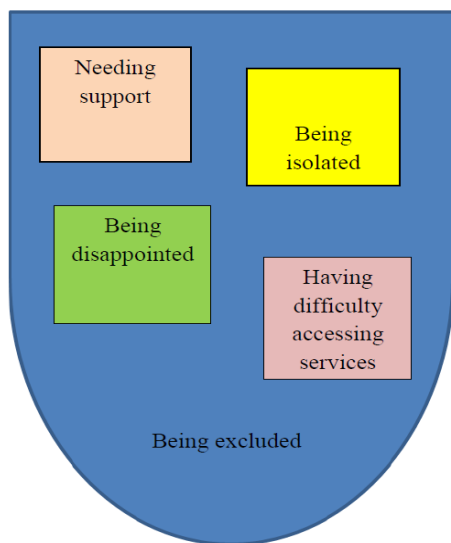 Needing
support
Being
isolated
Being
disappointed
Having
difficulty
accessing
services
Being excluded